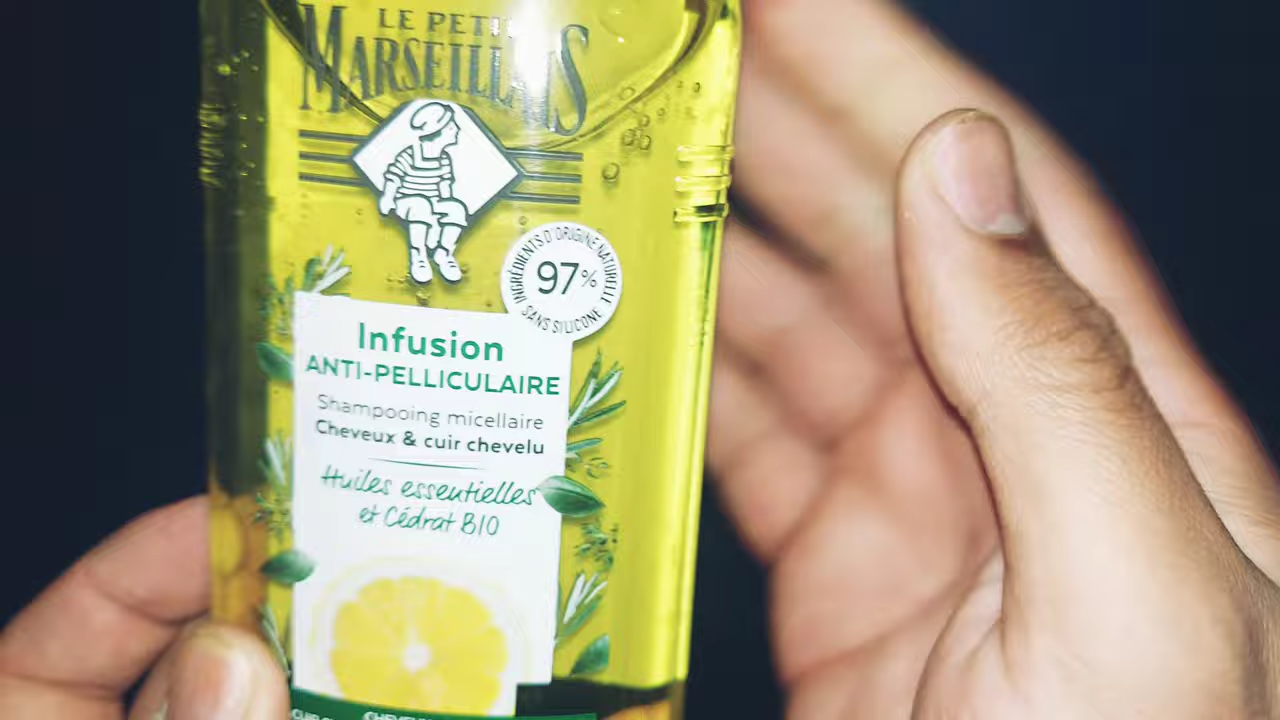 LE PETIT
MARSEILLAIS
INGRÉDIENTS D'ORIGINE NATURELLE
97%
SANS SILICONE
Infusion
ANTI-PELLICULAIRE
Shampooing micellaire
Cheveux & cuir chevelu
Huiles essentielles
et Cédrat BIO